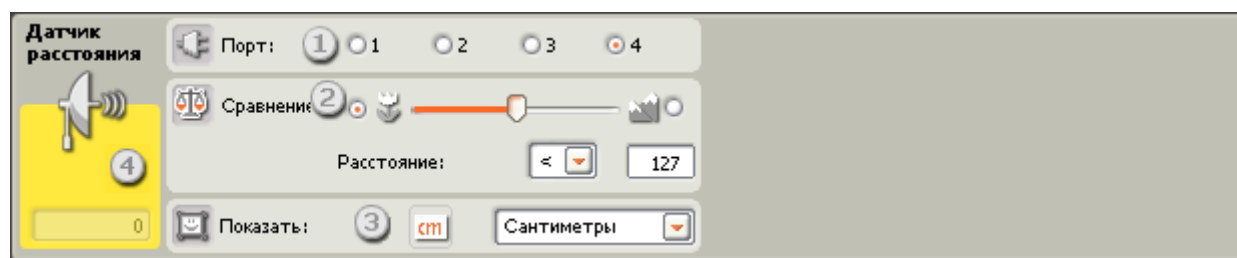 Датчик
расстояния
Порт: 1 1 2 3 4
Сравнение 2
Расстояние: < 127
4
0
Показать: 3 cm Сантиметры